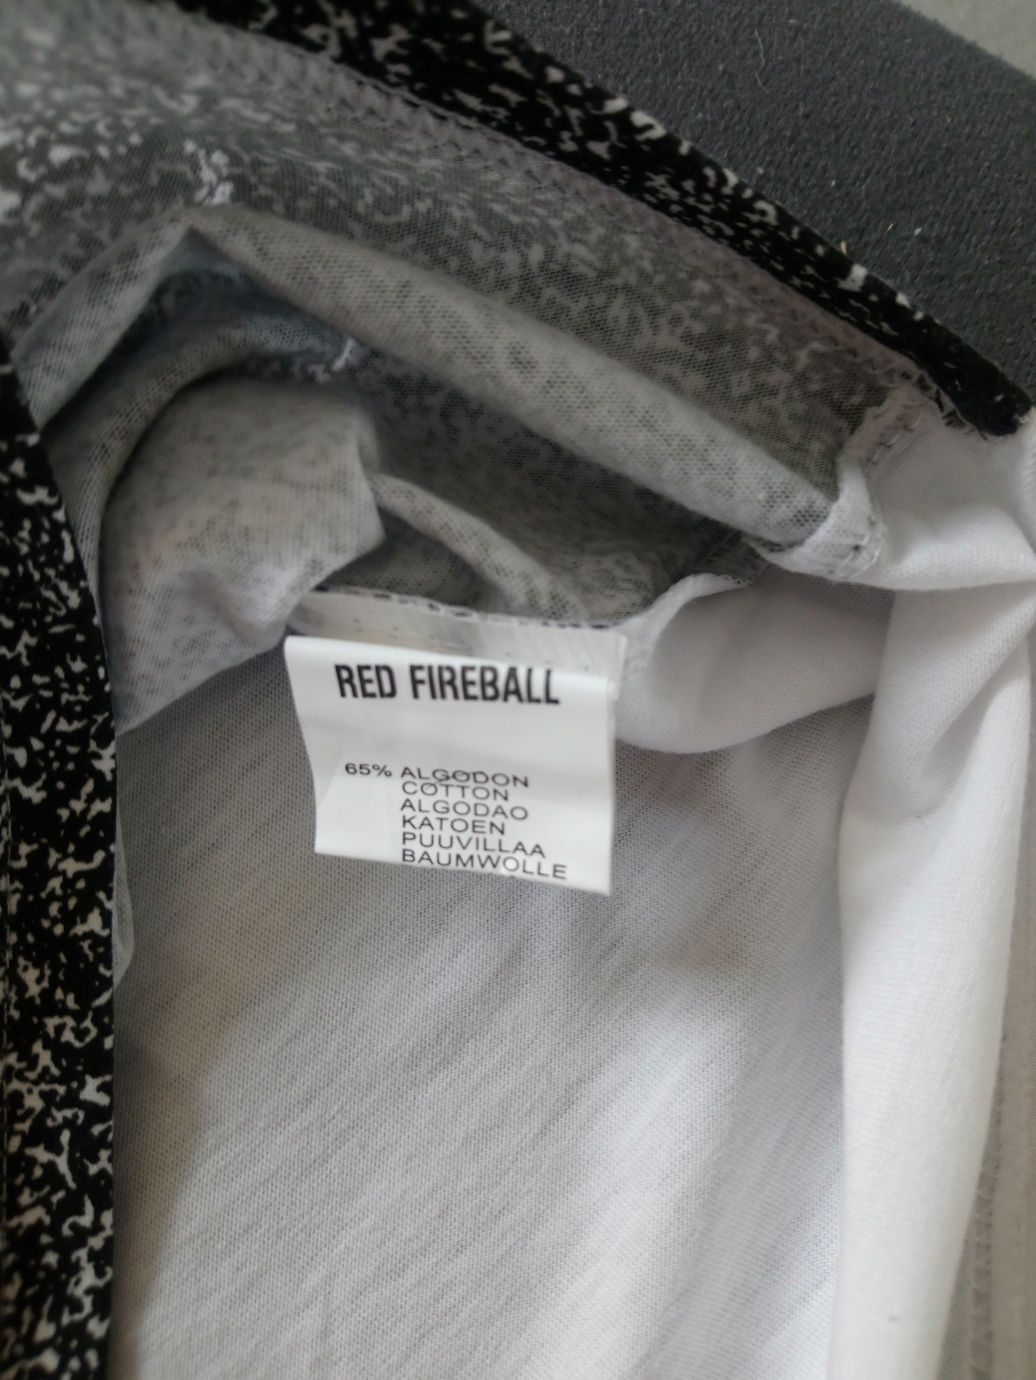 RED FIREBALL
65% ALGODON
COTTON
ALGODAO
KATOEN
PUUVILLAA
BAUMWOLLE